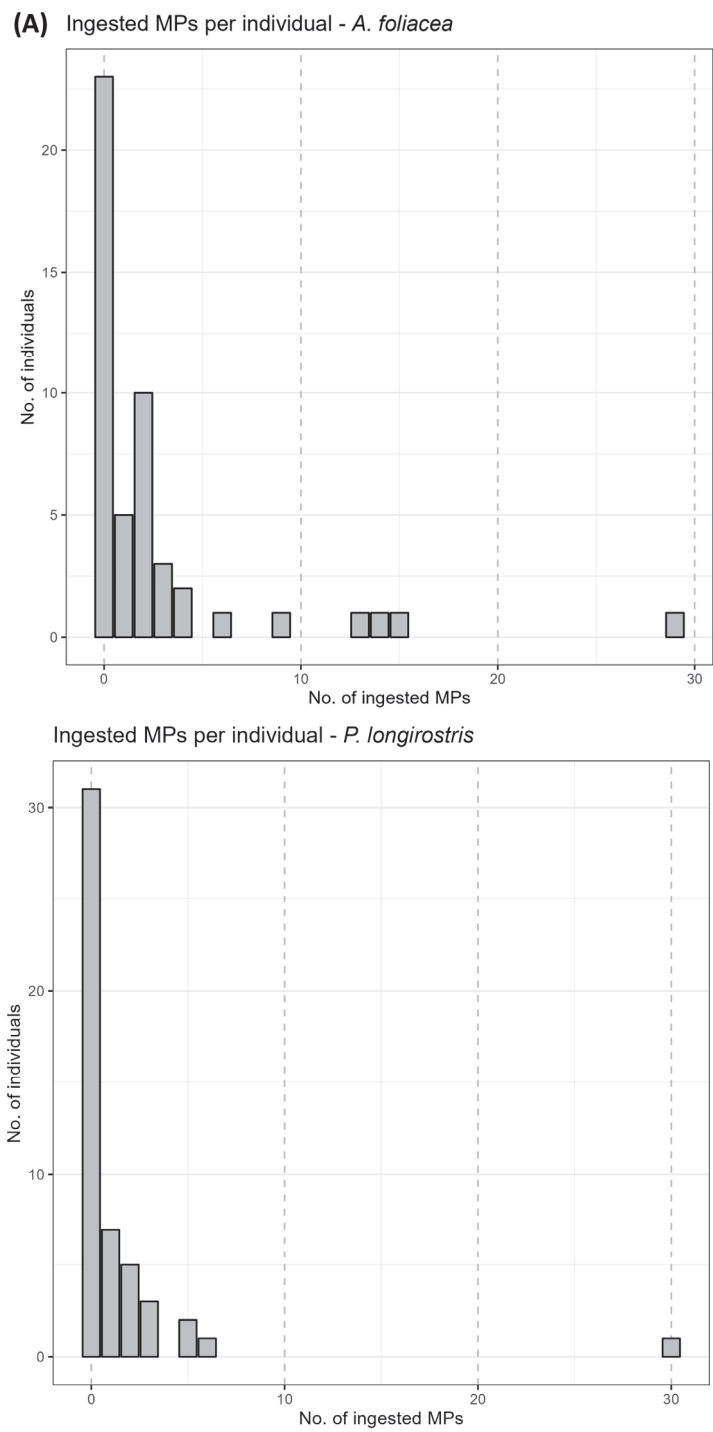 (A) Ingested MPs per individual - A. foliacea
20
15
10
5
0
No. of individuals
0 10 20 30
No. of ingested MPs
Ingested MPs per individual - P. longirostris
30
20
10
0
No. of individuals
0 10 20 30
No. of ingested MPs